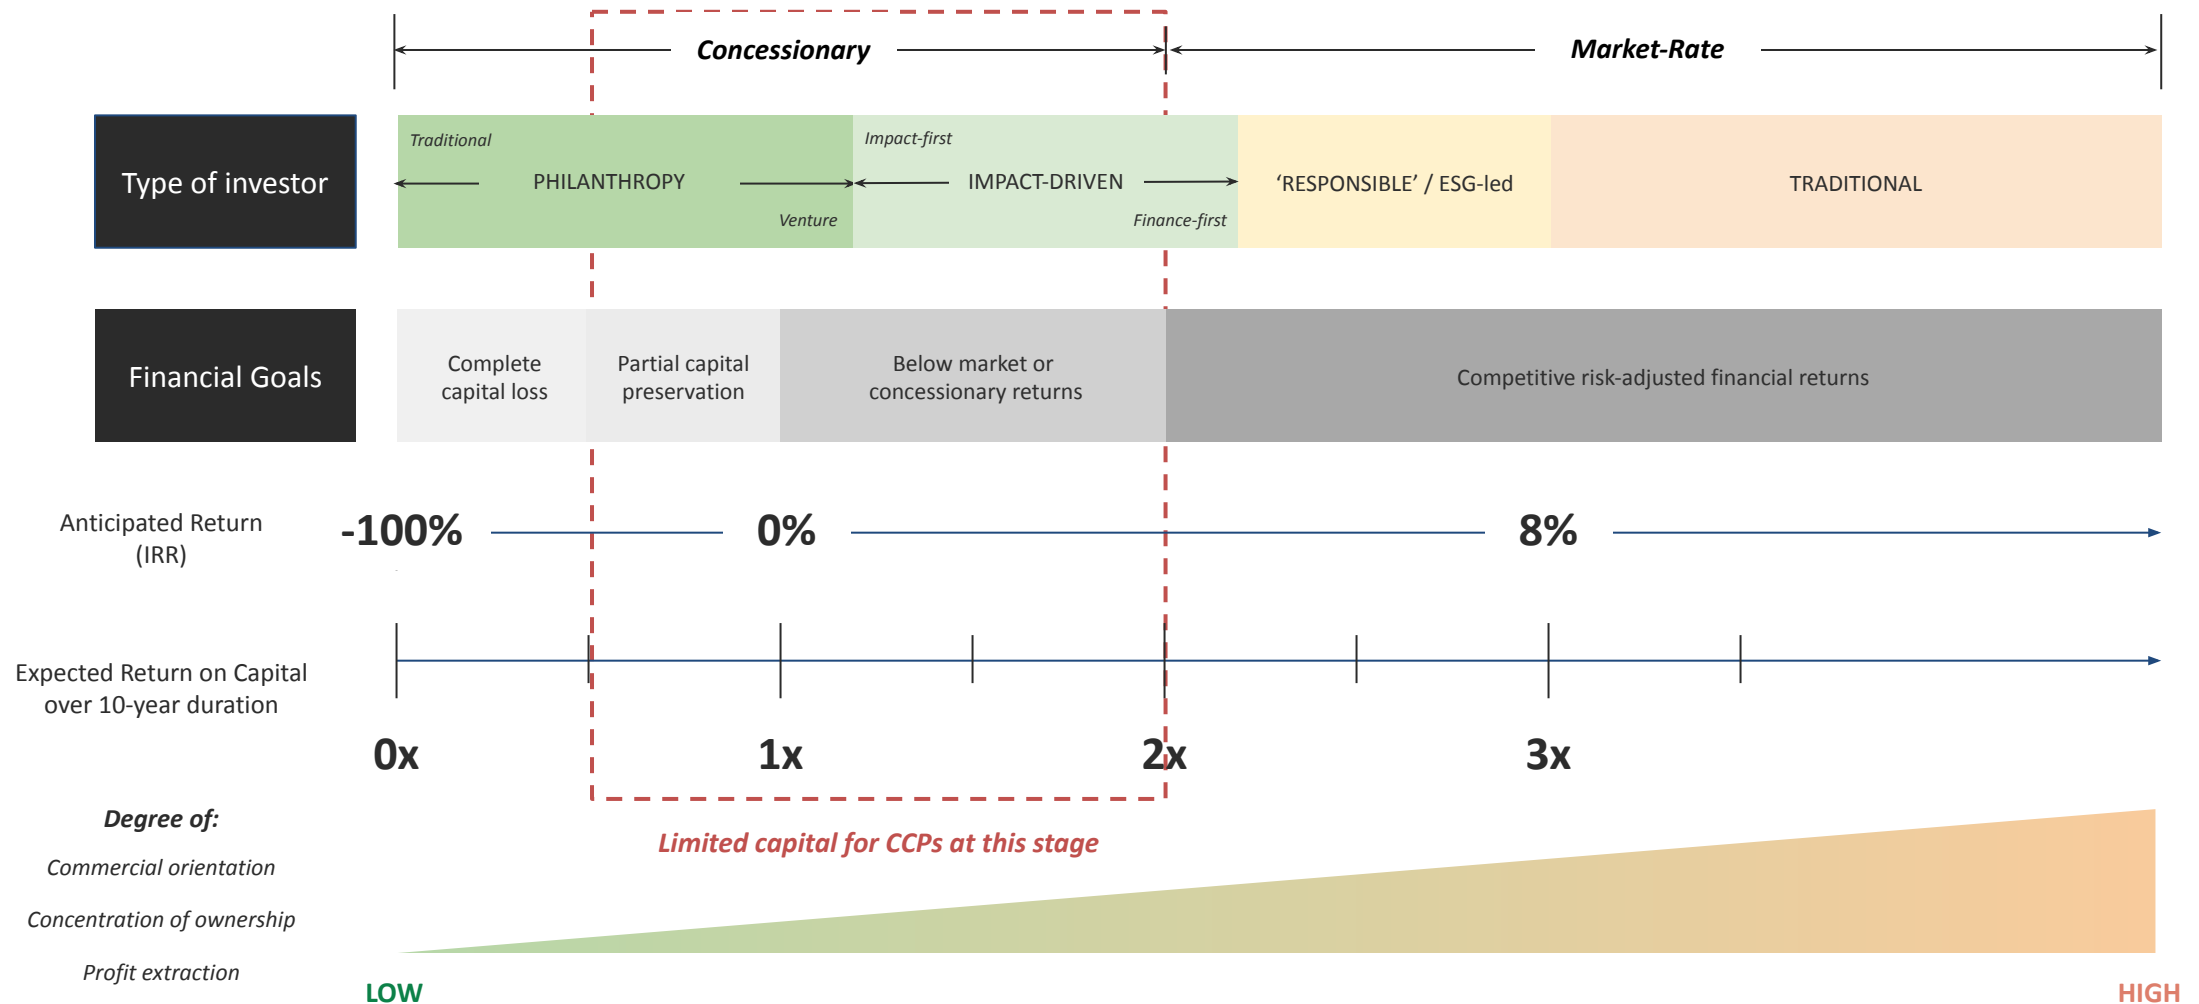 Concessionary
Market-Rate
Type of investor
Traditional
PHILANTHROPY
Venture
Impact-first
IMPACT-DRIVEN
Finance-first
‘RESPONSIBLE’ / ESG-led
TRADITIONAL
Financial Goals
Complete
capital loss
Partial capital
preservation
Below market or
concessionary returns
Competitive risk-adjusted financial returns
Anticipated Return
(IRR)
-100%
0%
8%
Expected Return on Capital
over 10-year duration
0x
1x
2x
3x
Limited capital for CCPs at this stage
Degree of:
Commercial orientation
Concentration of ownership
Profit extraction
LOW
HIGH